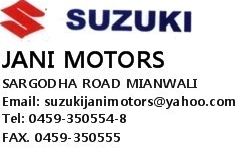 SUZUKI
JANI MOTORS
SARGODHA ROAD MIANWALI
Email: suzukijanimotors@yahoo.com
Tel: 0459-350554-8
FAX. 0459-350555